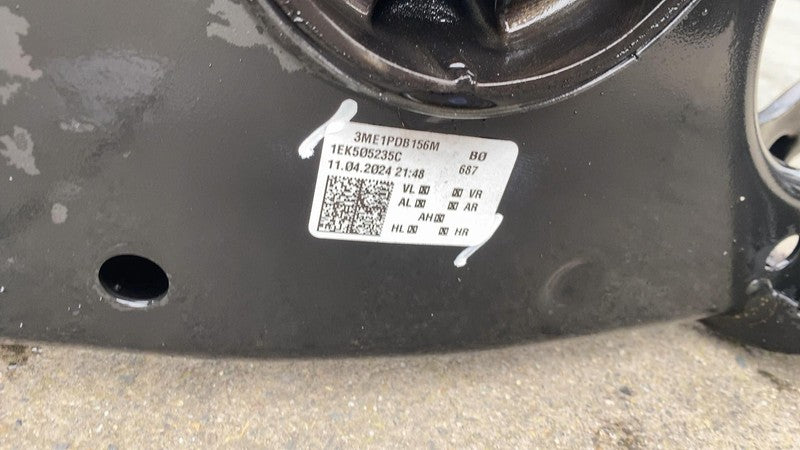 3ME1PDB156M BØ
1EK505235C 687
11.04.2024 21:48
VL VR
AL AR
AH
HL HR